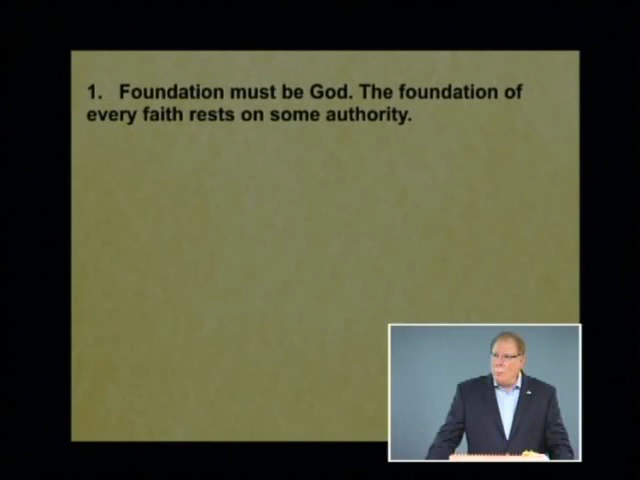 1. Foundation must be God. The foundation of
every faith rests on some authority.